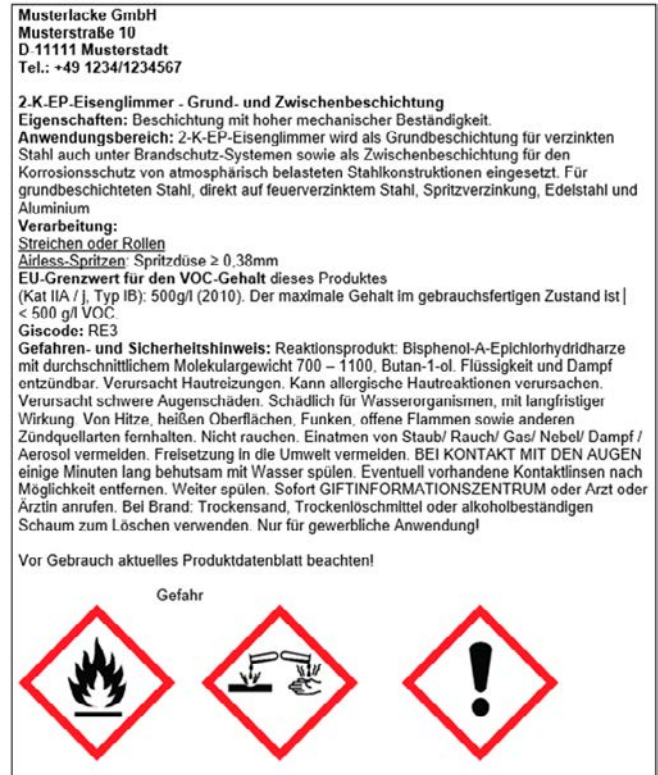 Musterlacke GmbH
Musterstraße 10
D-11111 Musterstadt
Tel.: +49 1234/1234567
2-K-EP-Eisenglimmer - Grund- und Zwischenbeschichtung
Eigenschaften: Beschichtung mit hoher mechanischer Beständigkeit.
Anwendungsbereich: 2-K-EP-Eisenglimmer wird als Grundbeschichtung für verzinkten
Stahl auch unter Brandschutz-Systemen sowie als Zwischenbeschichtung für den
Korrosionsschutz von atmosphärisch belasteten Stahlkonstruktionen eingesetzt. Für
grundbeschichteten Stahl, direkt auf feuerverzinktem Stahl, Spritzverzinkung, Edelstahl und
Aluminium
Verarbeitung:
Streichen oder Rollen
Airless-Spritzen: Spritzdüse ≥ 0,38mm
EU-Grenzwert für den VOC-Gehalt dieses Produktes
(Kat IIA / j, Typ IB): 500g/l (2010). Der maximale Gehalt im gebrauchsfertigen Zustand ist
< 500 g/l VOC.
Giscode: RE3
Gefahren- und Sicherheitshinweis: Reaktionsprodukt: Bisphenol-A-Epichlorhydridharze
mit durchschnittlichem Molekulargewicht 700 – 1100, Butan-1-ol. Flüssigkeit und Dampf
entzündbar. Verursacht Hautreizungen. Kann allergische Hautreaktionen verursachen.
Verursacht schwere Augenschäden. Schädlich für Wasserorganismen, mit langfristiger
Wirkung. Von Hitze, heißen Oberflächen, Funken, offene Flammen sowie anderen
Zündquellarten fernhalten. Nicht rauchen. Einatmen von Staub/ Rauch/ Gas/ Nebel/ Dampf /
Aerosol vermeiden. Freisetzung in die Umwelt vermeiden. BEI KONTAKT MIT DEN AUGEN
einige Minuten lang behutsam mit Wasser spülen. Eventuell vorhandene Kontaktlinsen nach
Möglichkeit entfernen. Weiter spülen. Sofort GIFTINFORMATIONSZENTRUM oder Arzt oder
Ärztin anrufen. Bei Brand: Trockensand, Trockenlöschmittel oder alkoholbeständigen
Schaum zum Löschen verwenden. Nur für gewerbliche Anwendung!
Vor Gebrauch aktuelles Produktdatenblatt beachten!
Gefahr